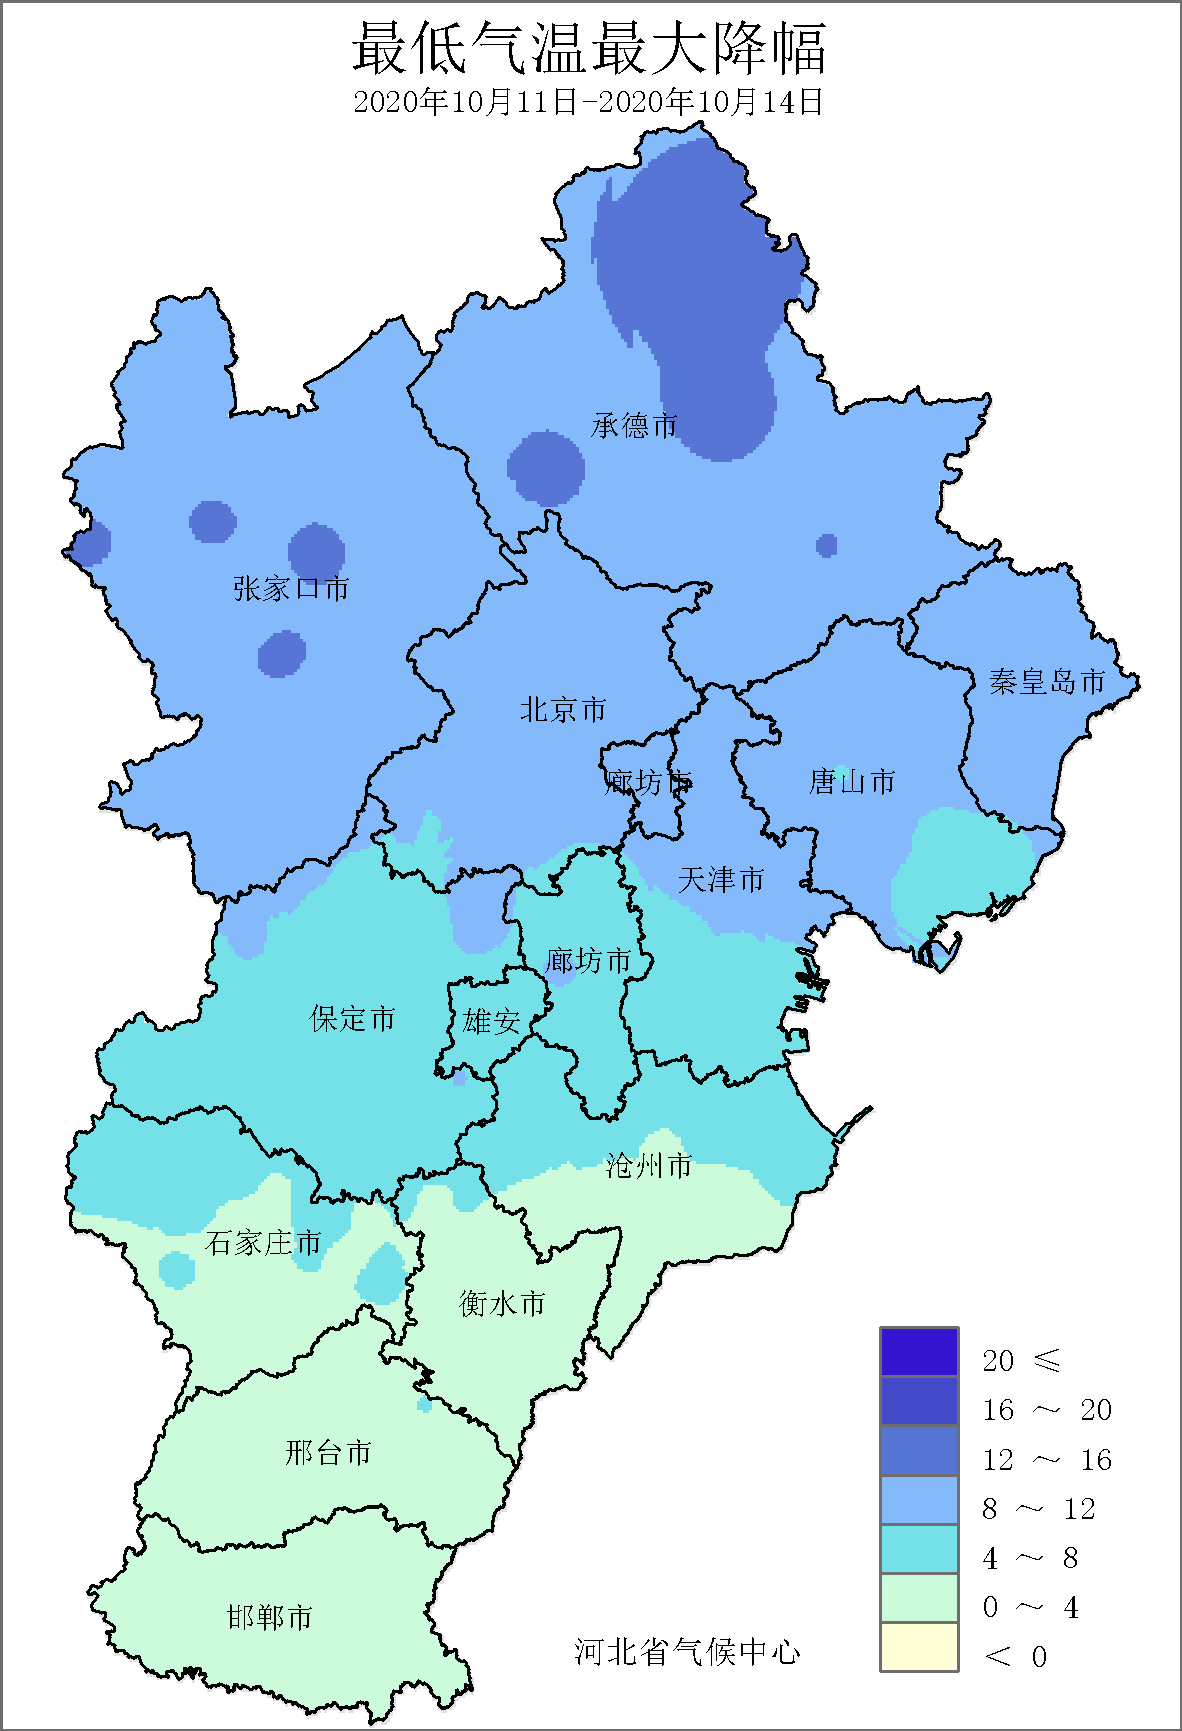 最低气温最大降幅
2020年10月11日-2020年10月14日
承德市
张家口市
秦皇岛市
北京市
廊坊市
唐山市
天津市
廊坊市
保定市
雄安
沧州市
石家庄市
衡水市
邢台市
邯郸市
20 ≤
16 ～ 20
12 ～ 16
8 ～ 12
4 ～ 8
0 ～ 4
＜ 0
河北省气候中心